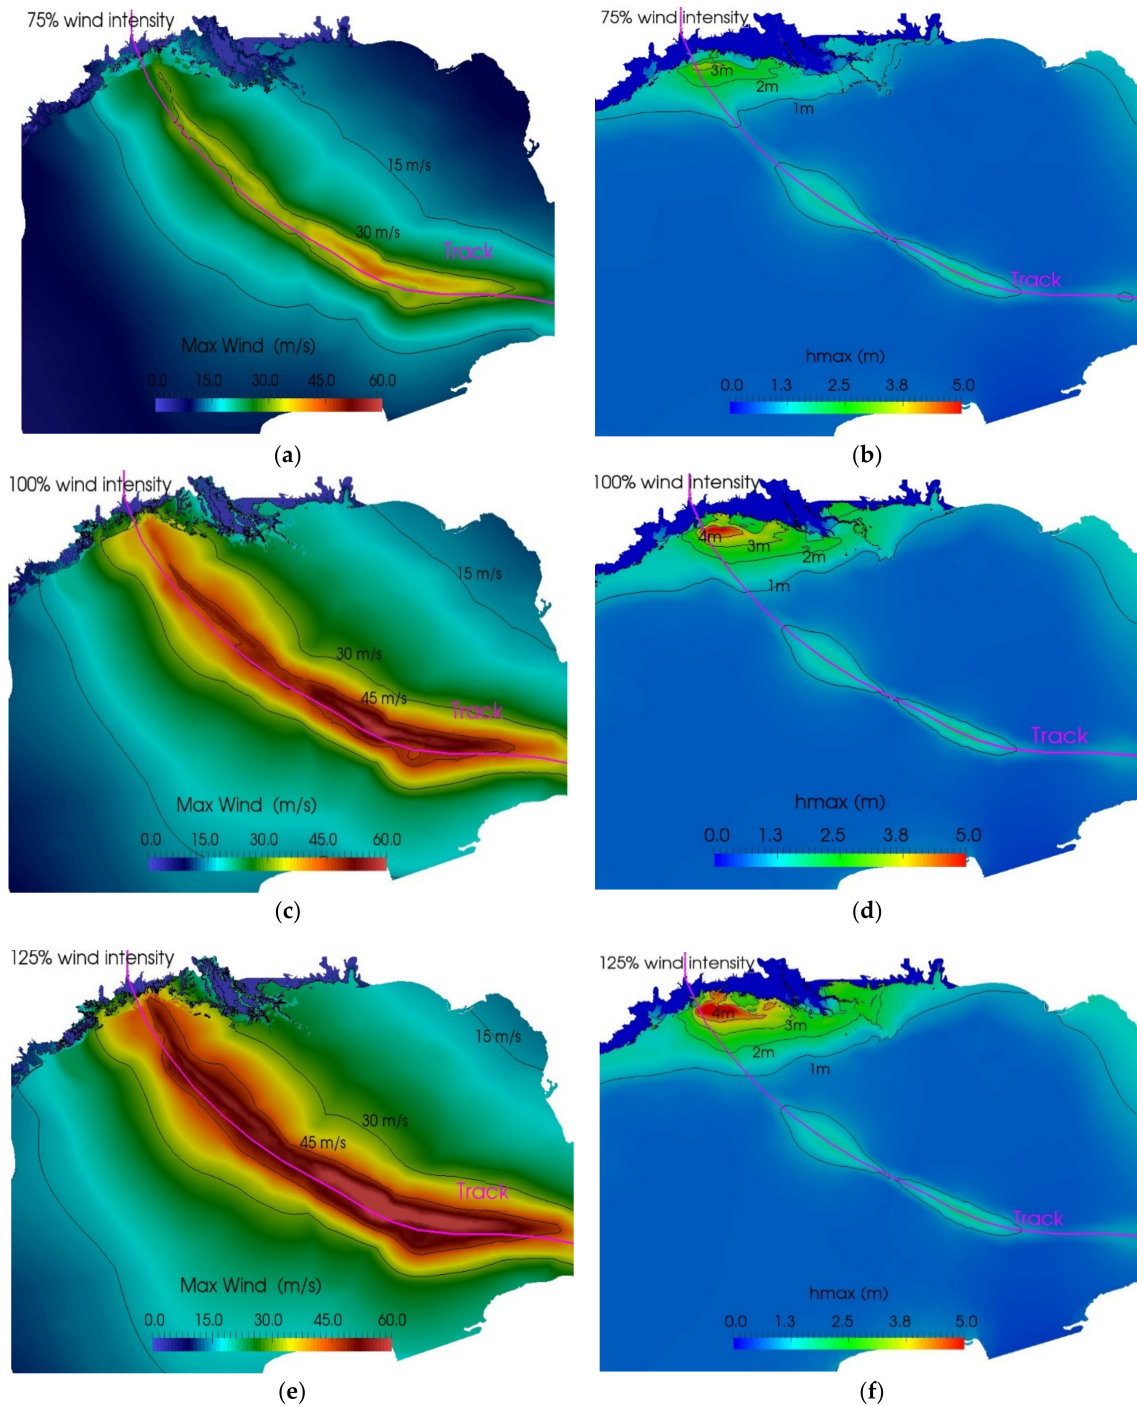 75% wind intensity
15 m/s
30 m/s
Track
Max Wind (m/s)
0.0 15.0 30.0 45.0 60.0
(a)
75% wind intensity
3m
2m
1m
Track
hmax (m)
0.0 1.3 2.5 3.8 5.0
(b)
100% wind intensity
15 m/s
30 m/s
45 m/s
Track
Max Wind (m/s)
0.0 15.0 30.0 45.0 60.0
(c)
100% wind intensity
4m
3m
2m
1m
Track
hmax (m)
0.0 1.3 2.5 3.8 5.0
(d)
125% wind intensity
15 m/s
30 m/s
45 m/s
Track
Max Wind (m/s)
0.0 15.0 30.0 45.0 60.0
(e)
125% wind intensity
4m
3m
2m
1m
Track
hmax (m)
0.0 1.3 2.5 3.8 5.0
(f)